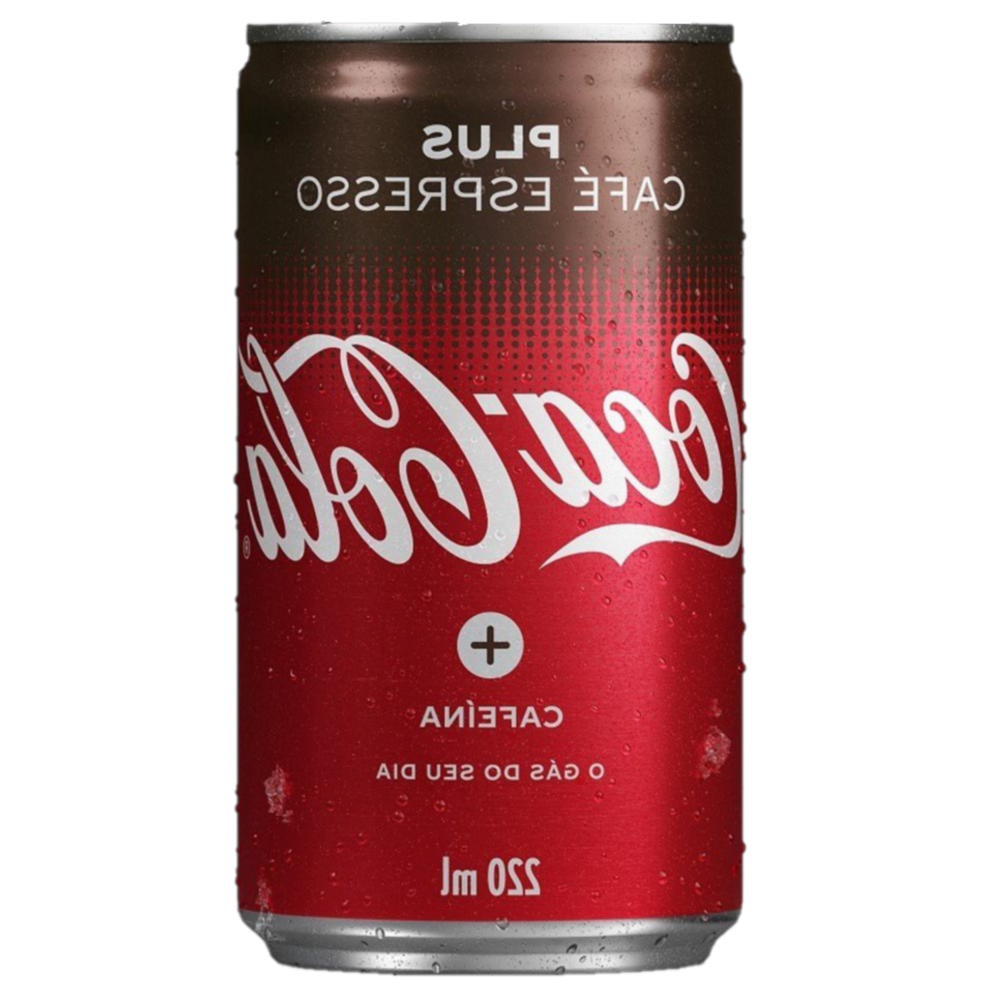 PLUS
CAFÉ ESPRESSO
Coca-Cola®
+
CAFEÍNA
O GÁS DO SEU DIA
220 ml